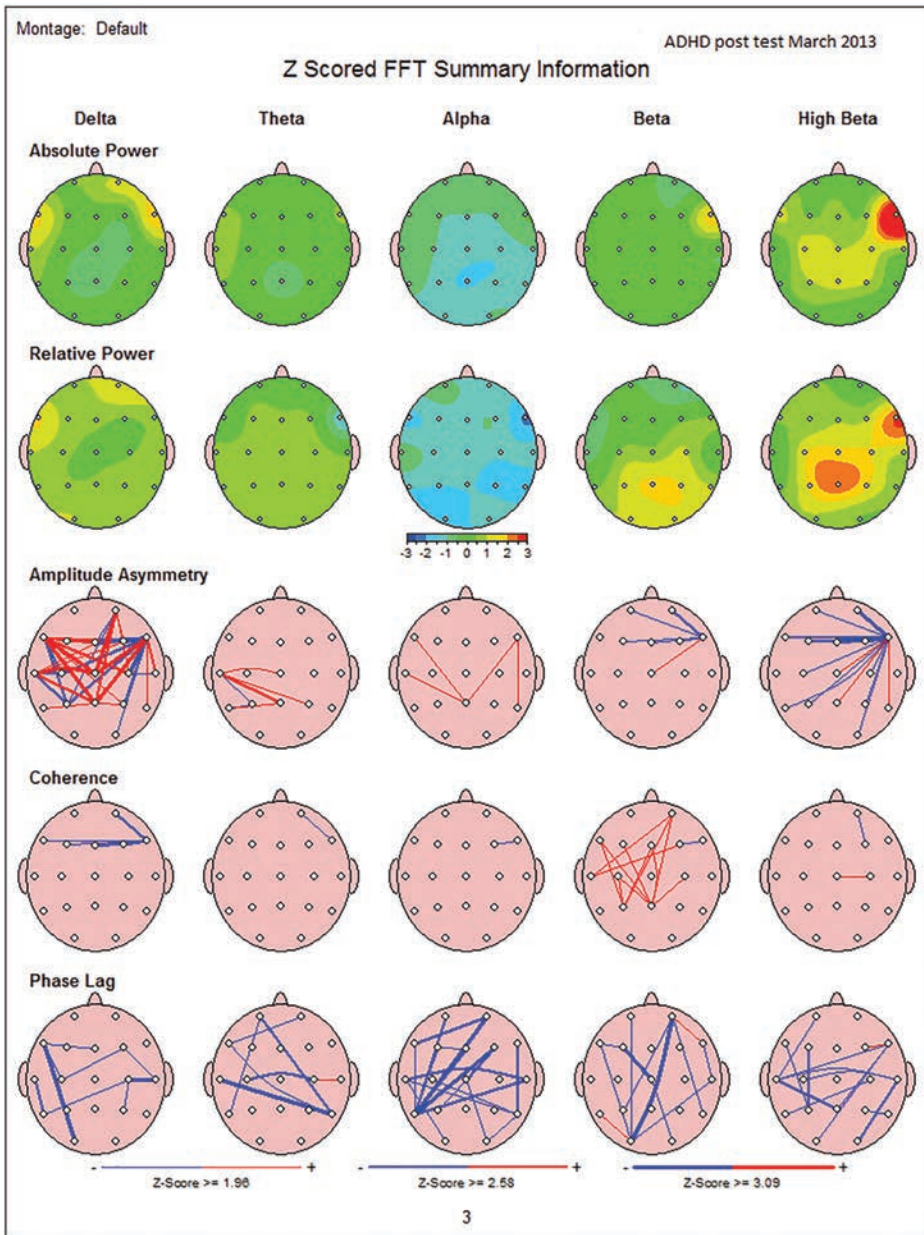 Montage: Default
ADHD post test March 2013
Z Scored FFT Summary Information
Delta Theta Alpha Beta High Beta
Absolute Power
Relative Power
-3 -2 -1 0 1 2 3
Amplitude Asymmetry
Coherence
Phase Lag
- + - + - +
Z-Score >= 1.96 Z-Score >= 2.58 Z-Score >= 3.09
3